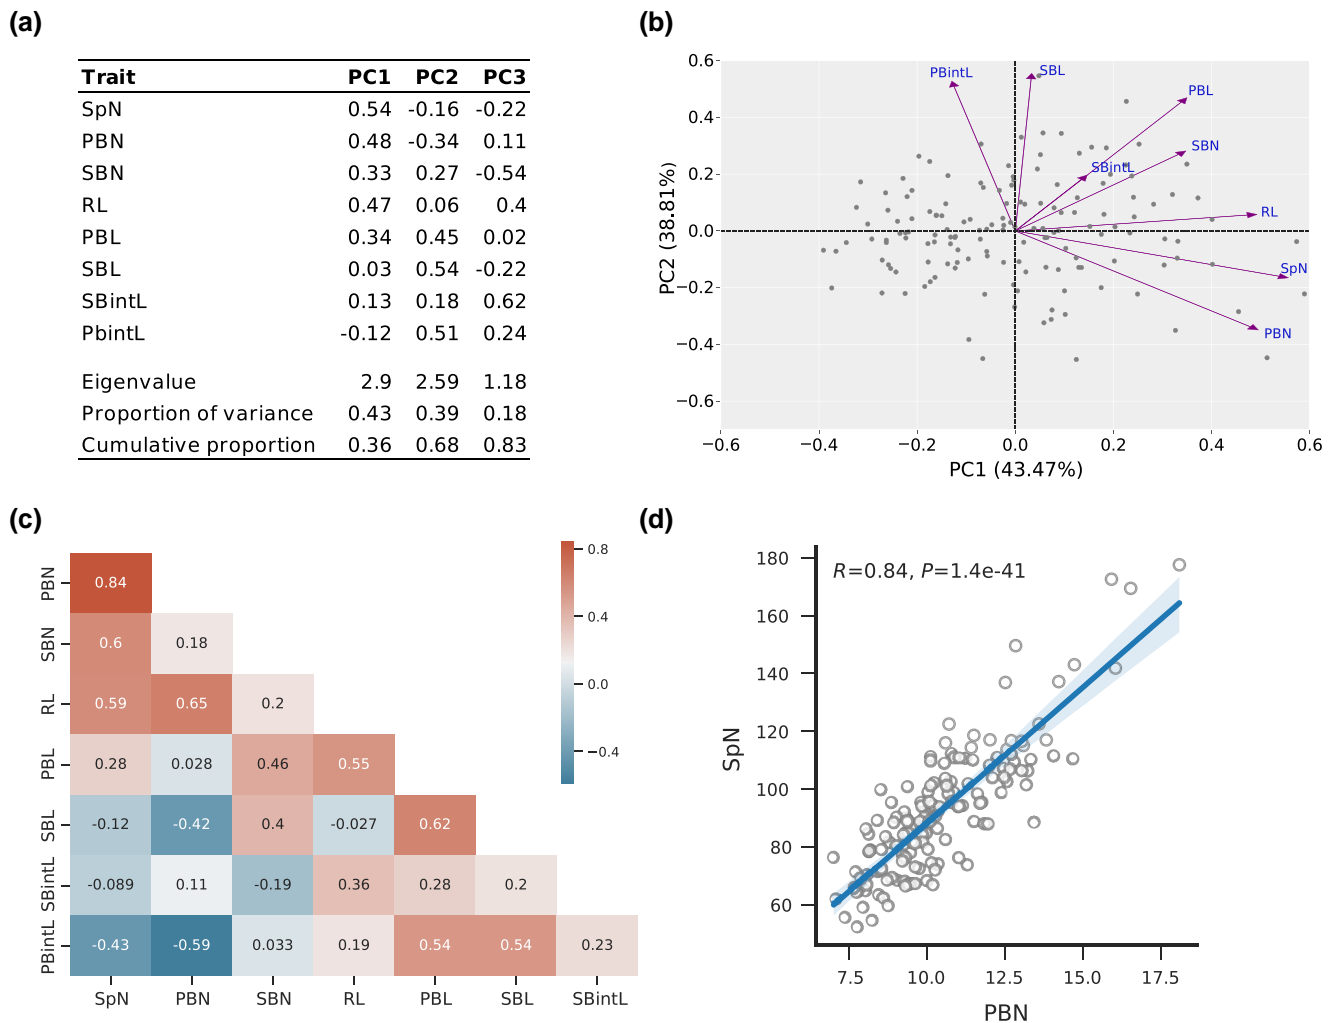 (a)
Trait PC1 PC2 PC3
SpN 0.54 -0.16 -0.22
PBN 0.48 -0.34 0.11
SBN 0.33 0.27 -0.54
RL 0.47 0.06 0.4
PBL 0.34 0.45 0.02
SBL 0.03 0.54 -0.22
SBintL 0.13 0.18 0.62
PbintL -0.12 0.51 0.24
Eigenvalue 2.9 2.59 1.18
Proportion of variance 0.43 0.39 0.18
Cumulative proportion 0.36 0.68 0.83
(b)
PC2 (38.81%)
0.6
0.4
0.2
0.0
−0.2
−0.4
−0.6
PBintL
SBL
PBL
SBN
SBintL
RL
SpN
PBN
−0.6 −0.4 −0.2 0.0 0.2 0.4 0.6
PC1 (43.47%)
(c)
PBN 0.84
SBN 0.6 0.18
RL 0.59 0.65 0.2
PBL 0.28 0.028 0.46 0.55
SBL -0.12 -0.42 0.4 -0.027 0.62
SBintL -0.089 0.11 -0.19 0.36 0.28 0.2
PBintL -0.43 -0.59 0.033 0.19 0.54 0.54 0.23
SpN PBN SBN RL PBL SBL SBintL
0.8
0.4
0.0
−0.4
(d)
R=0.84, P=1.4e-41
SpN
180
160
140
120
100
80
60
7.5 10.0 12.5 15.0 17.5
PBN